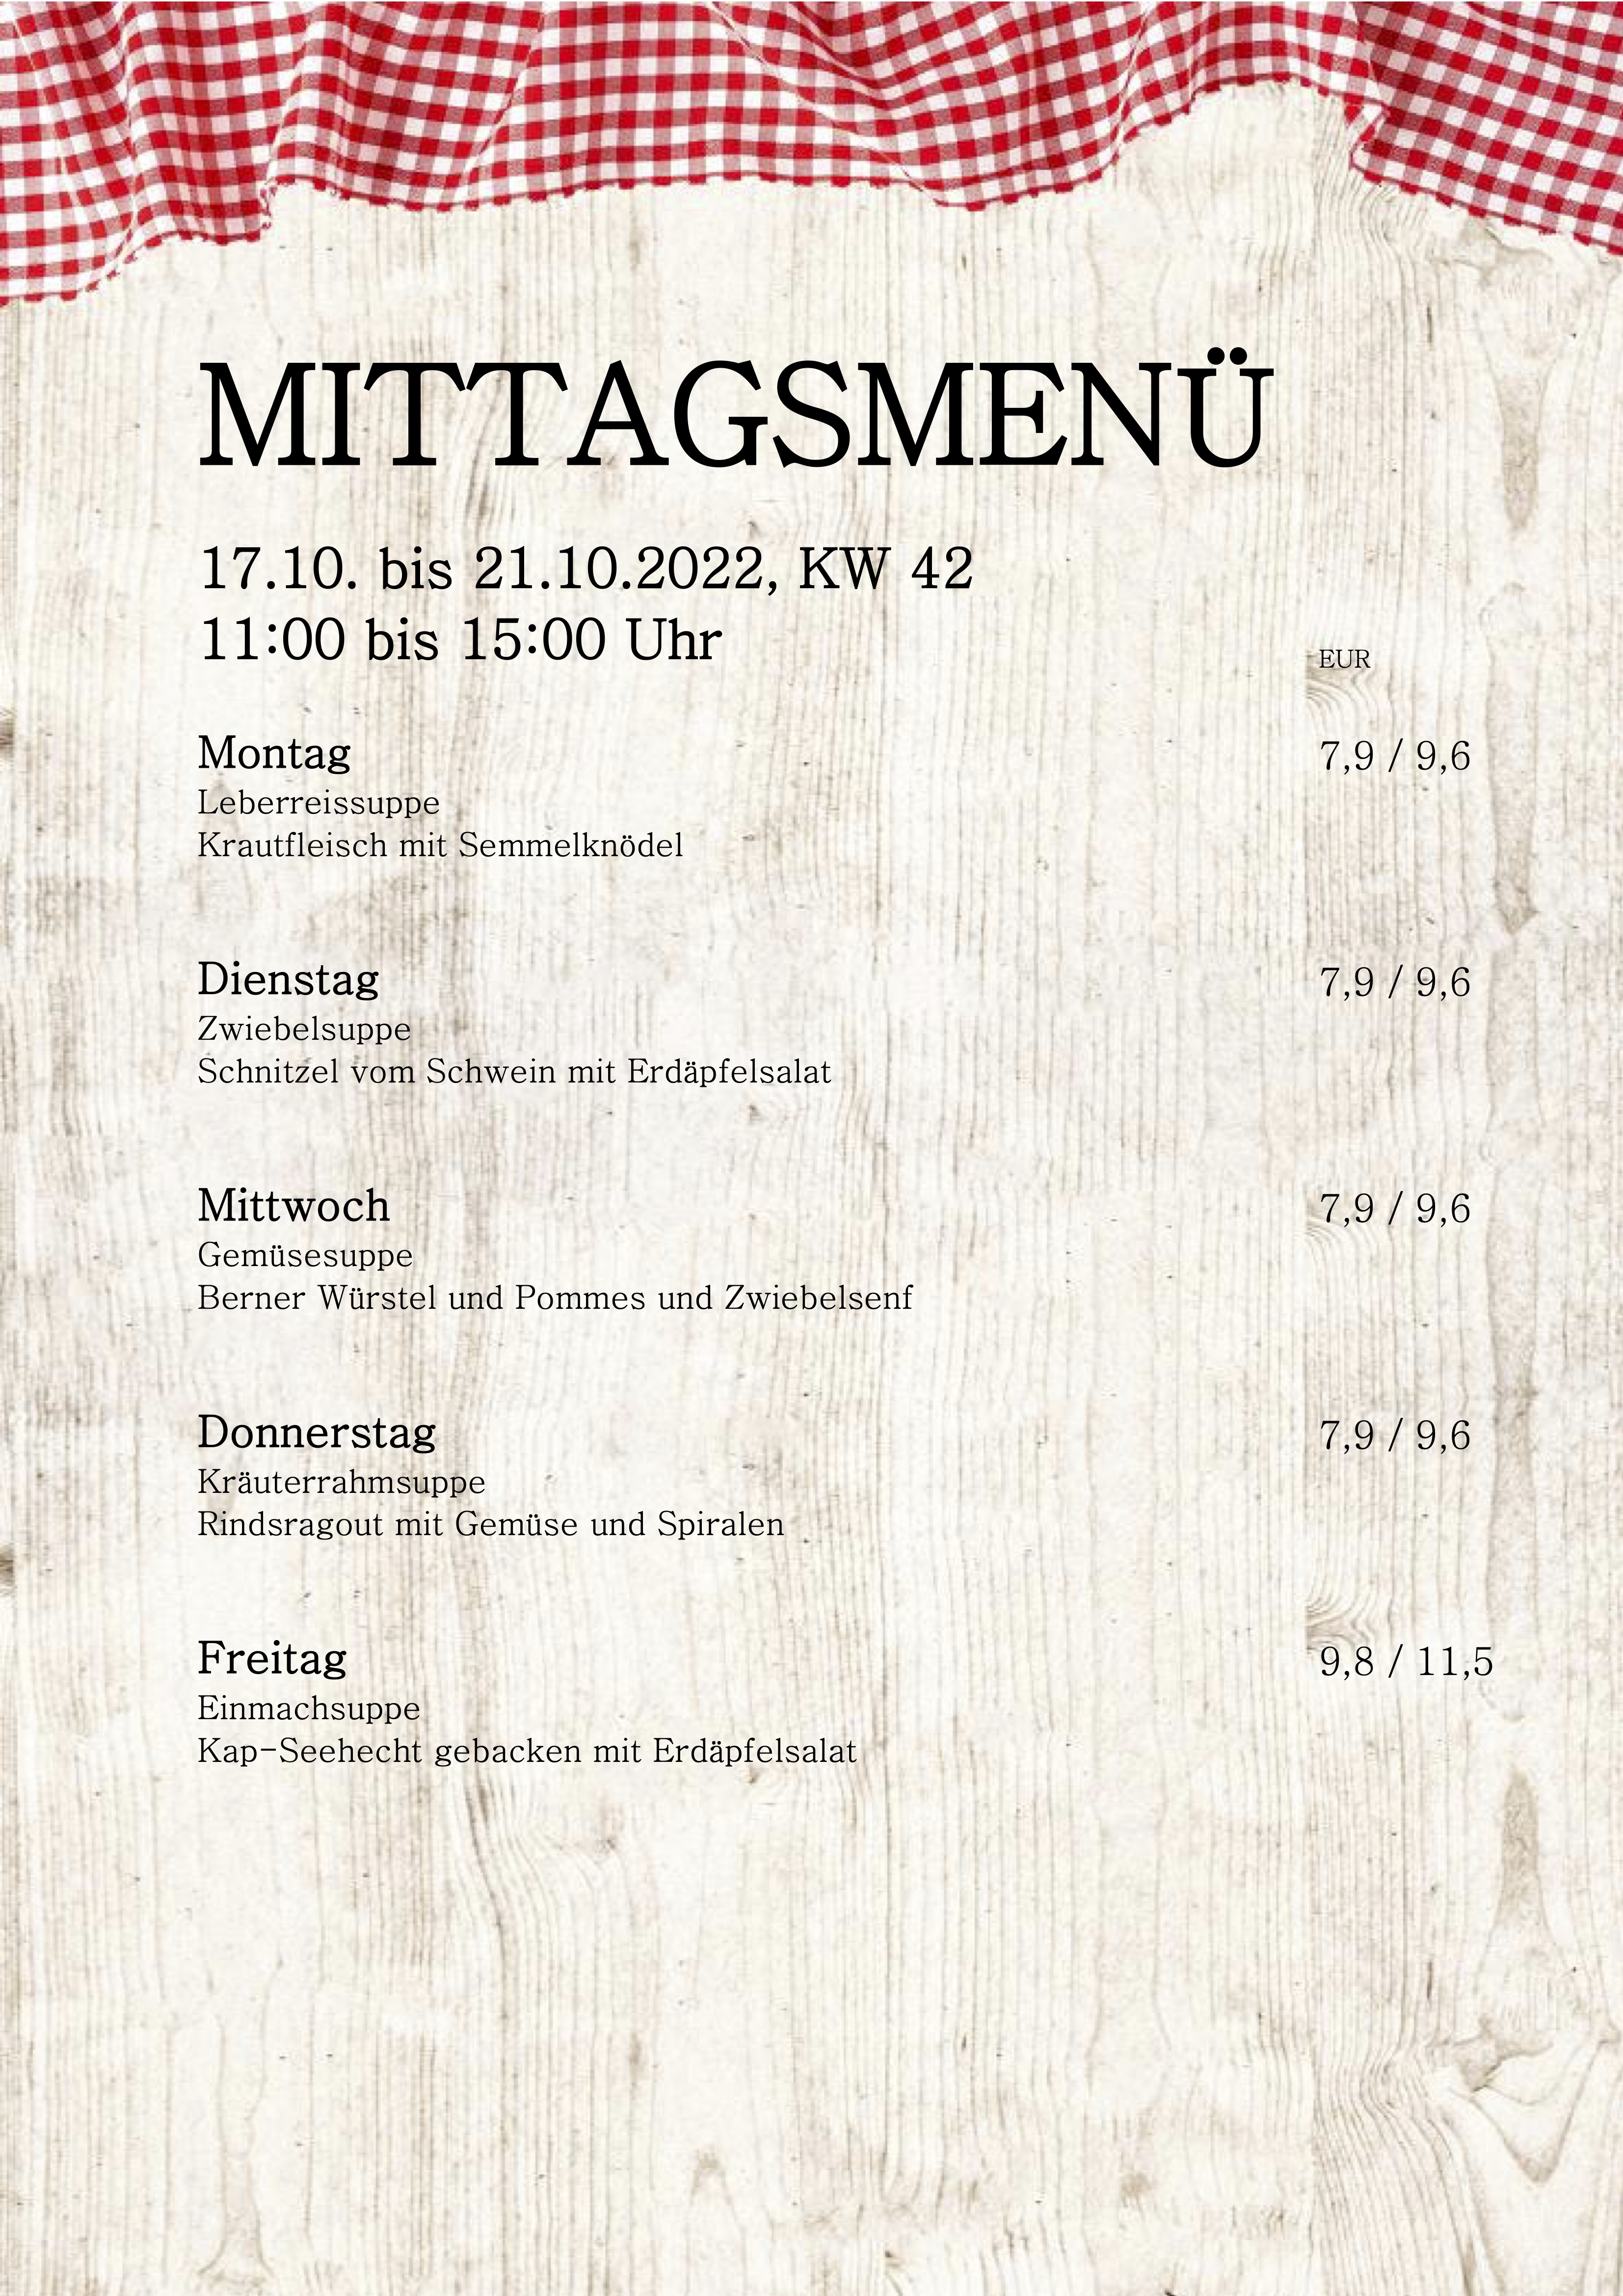 MITTAGSMENÜ
17.10. bis 21.10.2022, KW 42
11:00 bis 15:00 Uhr
EUR
Montag 7,9 / 9,6
Leberreissuppe
Krautfleisch mit Semmelknödel
Dienstag 7,9 / 9,6
Zwiebelsuppe
Schnitzel vom Schwein mit Erdäpfelsalat
Mittwoch 7,9 / 9,6
Gemüsesuppe
Berner Würstel und Pommes und Zwiebelsenf
Donnerstag 7,9 / 9,6
Kräuterrahmsuppe
Rindsragout mit Gemüse und Spiralen
Freitag 9,8 / 11,5
Einmachsuppe
Kap-Seehecht gebacken mit Erdäpfelsalat